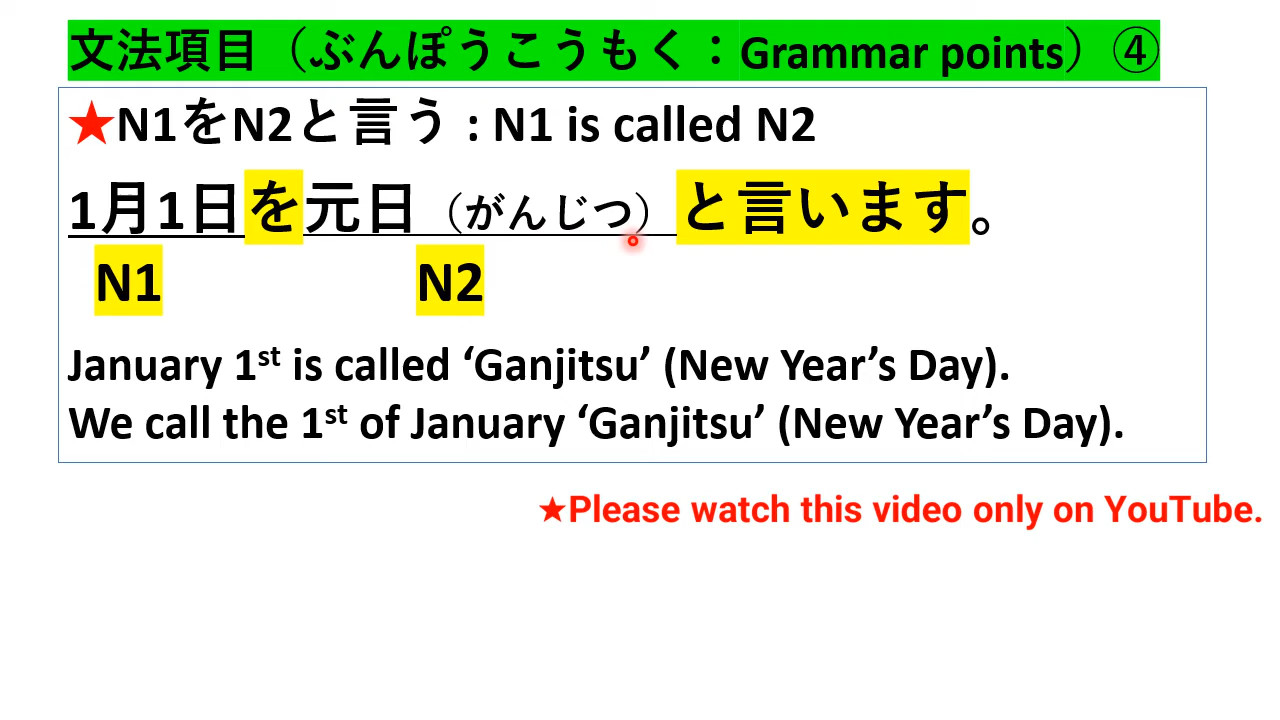 文法項目（ぶんぽうこうもく：Grammar points）④
★N1をN2と言う : N1 is called N2
1月1日を元日（がんじつ）と言います。
N1 N2
January 1st is called ‘Ganjitsu’ (New Year’s Day).
We call the 1st of January ‘Ganjitsu’ (New Year’s Day).
★Please watch this video only on YouTube.